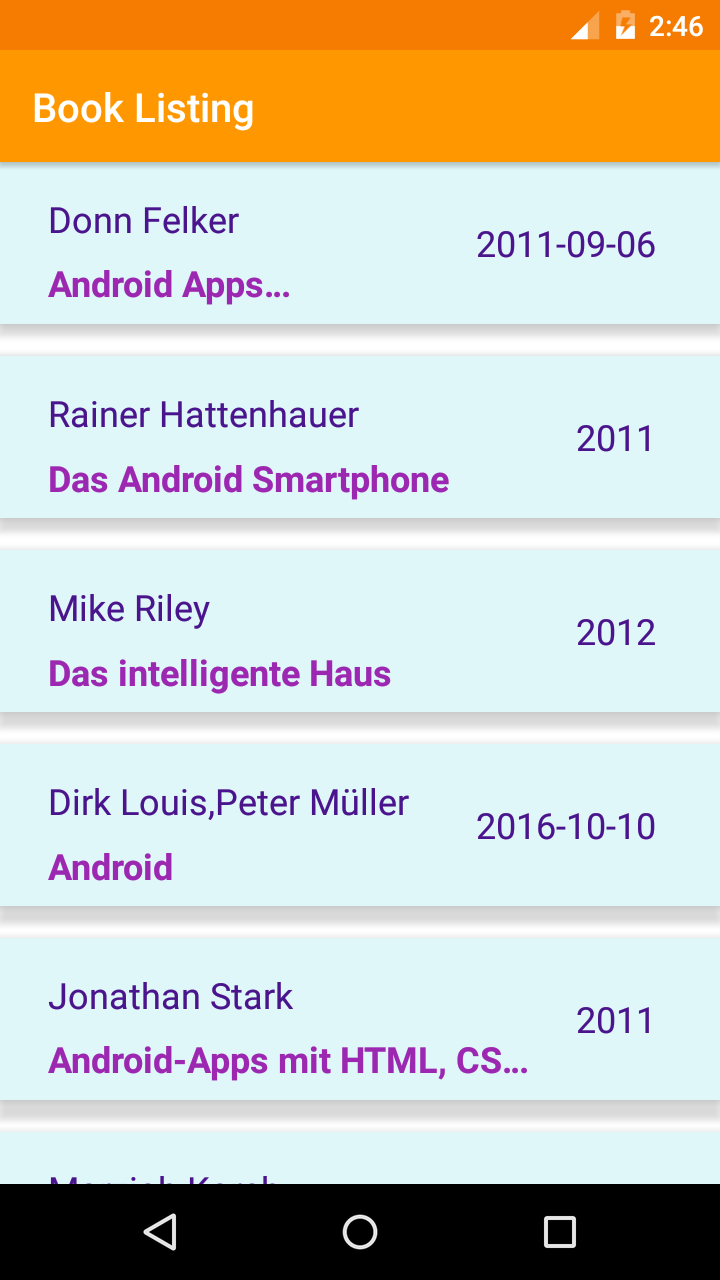 2:46
Book Listing
Donn Felker
2011-09-06
Android Apps…
Rainer Hattenhauer
2011
Das Android Smartphone
Mike Riley
2012
Das intelligente Haus
Dirk Louis,Peter Müller
2016-10-10
Android
Jonathan Stark
2011
Android-Apps mit HTML, CS…